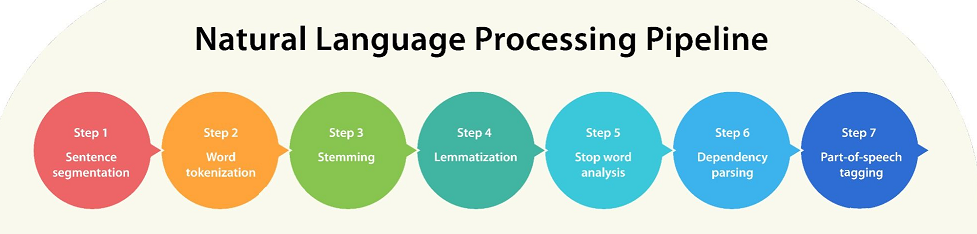 Natural Language Processing Pipeline
Step 1
Sentence
segmentation
Step 2
Word
tokenization
Step 3
Stemming
Step 4
Lemmatization
Step 5
Stop word
analysis
Step 6
Dependency
parsing
Step 7
Part-of-speech
tagging